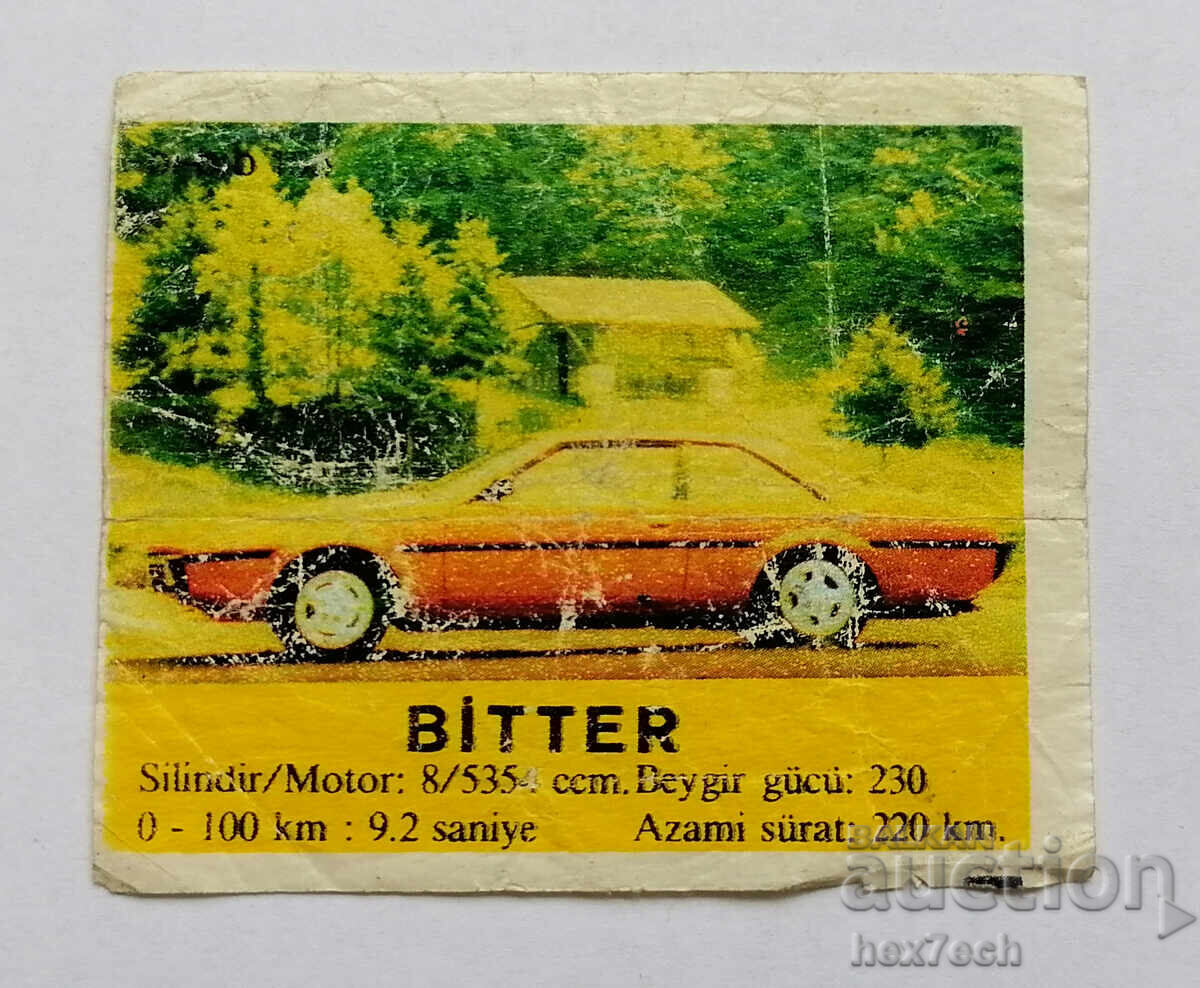 BİTTER
Silindir/Motor: 8/5354 ccm. Beygir gücü: 230
0 - 100 km : 9.2 saniye Azami sürat: 220 km.
BALKAN
auction
hex7ech